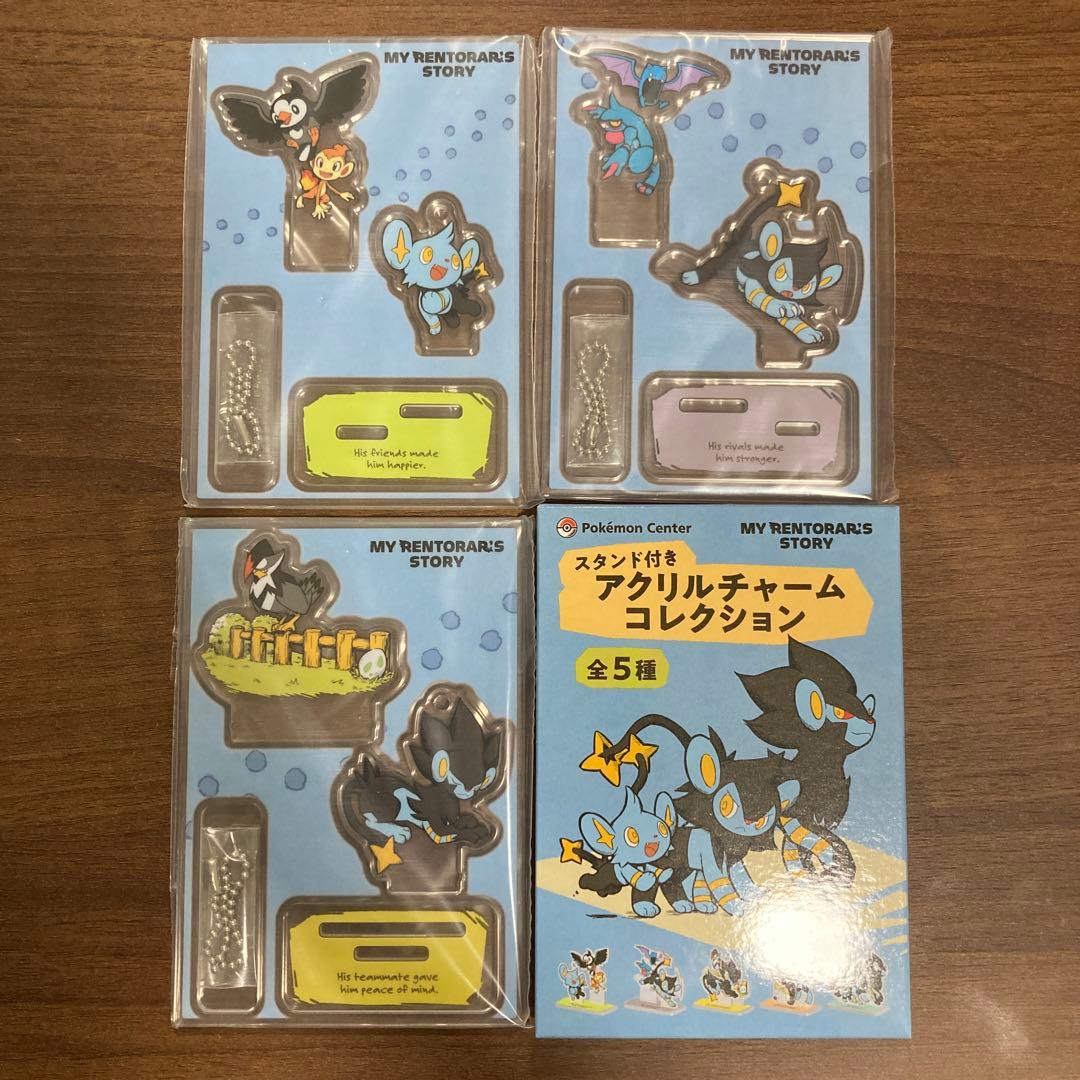 MY RENTORAR'S
STORY
His friends made
him happier.
MY RENTORAR'S
STORY
His rivals made
him stronger.
MY RENTORAR'S
STORY
His teammate gave
him peace of mind.
Pokémon Center
MY RENTORAR'S
STORY
スタンド付き
アクリルチャーム
コレクション
全5種